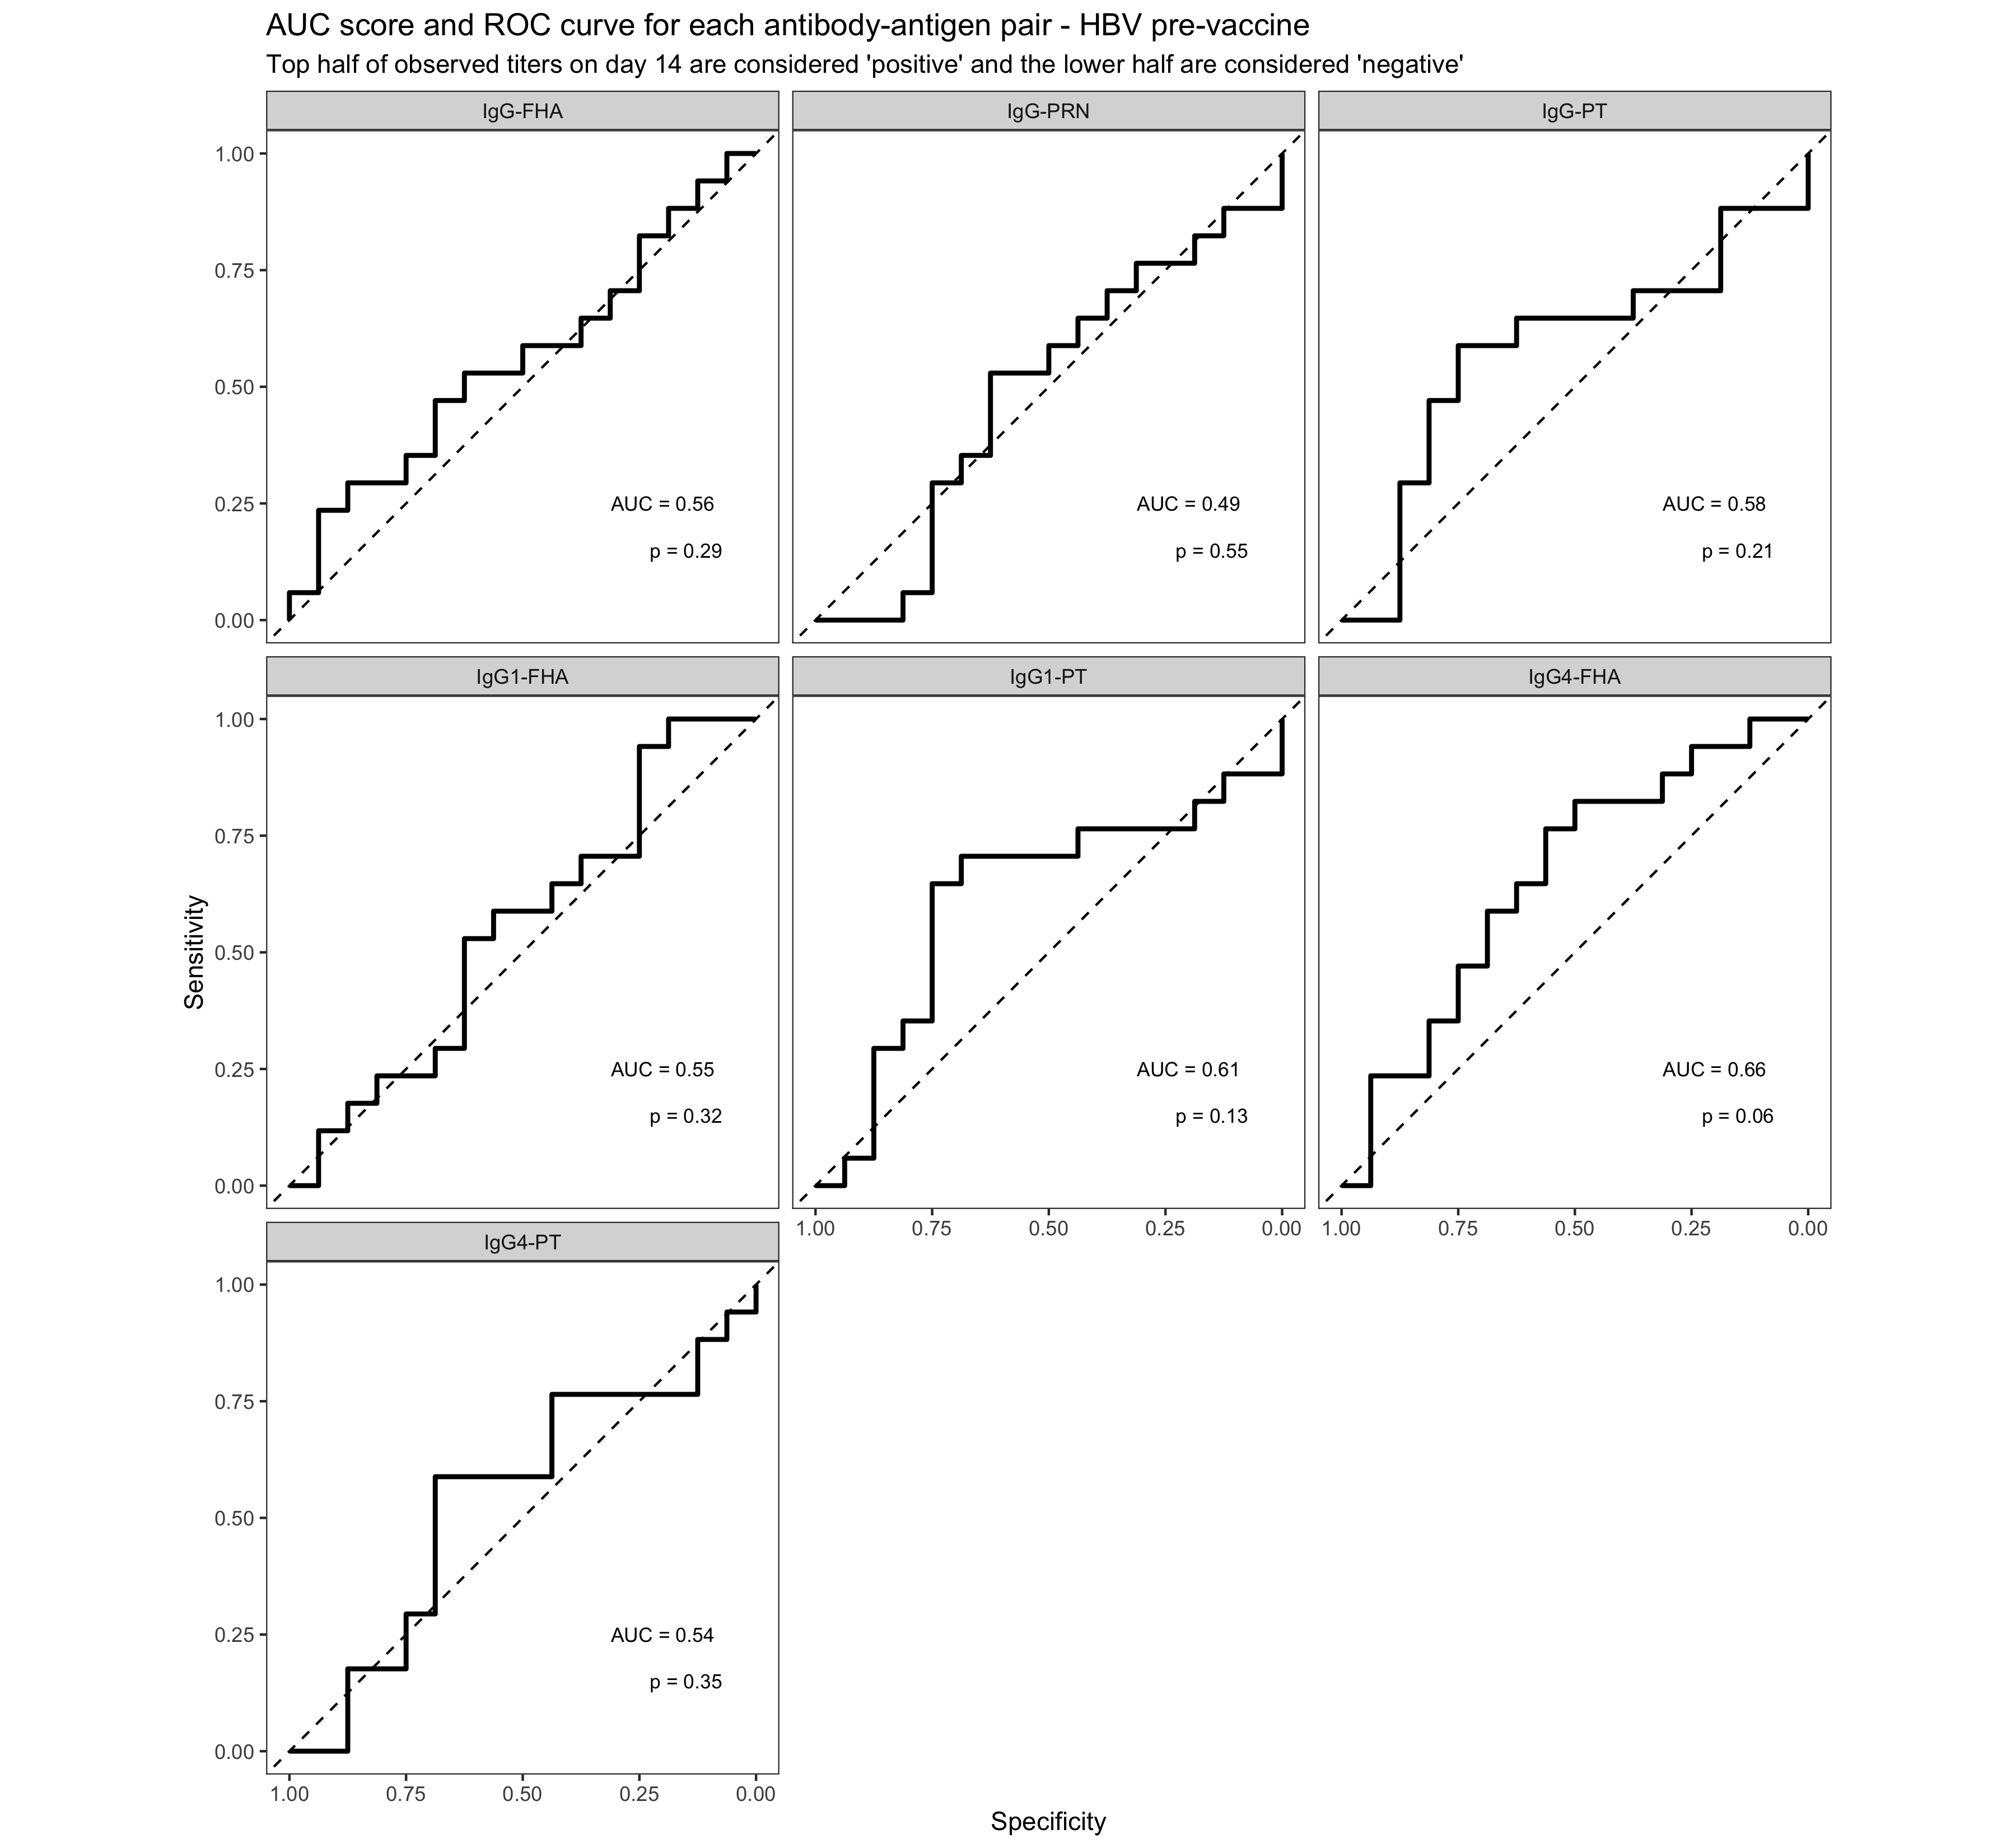 AUC score and ROC curve for each antibody-antigen pair - HBV pre-vaccine
Top half of observed titers on day 14 are considered 'positive' and the lower half are considered 'negative'
IgG-FHA
IgG-PRN
IgG-PT
1.00
0.75
0.50
0.25
0.00
AUC = 0.56
p = 0.29
AUC = 0.49
p = 0.55
AUC = 0.58
p = 0.21
IgG1-FHA
IgG1-PT
IgG4-FHA
1.00
0.75
0.50
0.25
0.00
AUC = 0.55
p = 0.32
AUC = 0.61
p = 0.13
AUC = 0.66
p = 0.06
1.00 0.75 0.50 0.25 0.00
1.00 0.75 0.50 0.25 0.00
IgG4-PT
1.00
0.75
0.50
0.25
0.00
AUC = 0.54
p = 0.35
1.00 0.75 0.50 0.25 0.00
Sensitivity
Specificity